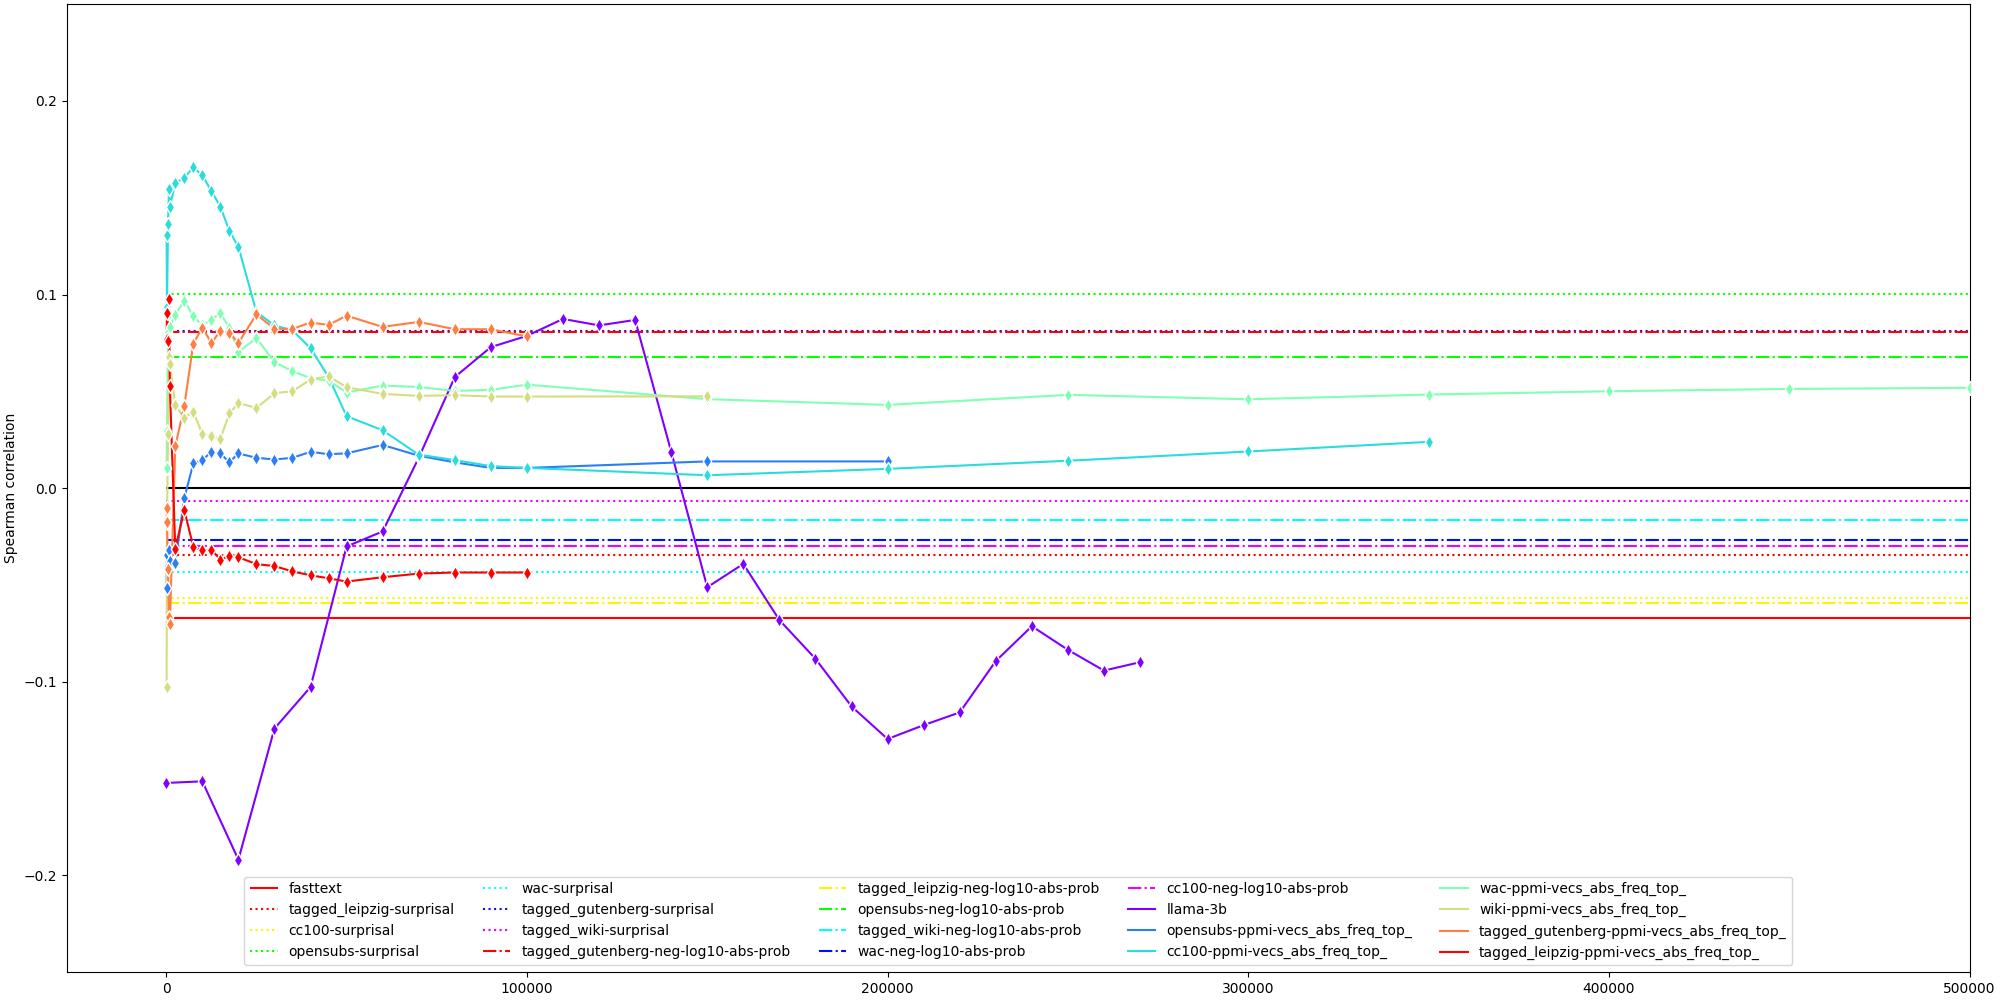 0.2
0.1
0.0
−0.1
−0.2
Spearman correlation
fasttext
tagged_leipzig-surprisal
cc100-surprisal
opensubs-surprisal
wac-surprisal
tagged_gutenberg-surprisal
tagged_wiki-surprisal
tagged_gutenberg-neg-log10-abs-prob
tagged_leipzig-neg-log10-abs-prob
opensubs-neg-log10-abs-prob
tagged_wiki-neg-log10-abs-prob
wac-neg-log10-abs-prob
cc100-neg-log10-abs-prob
llama-3b
opensubs-ppmi-vecs_abs_freq_top_
cc100-ppmi-vecs_abs_freq_top_
wac-ppmi-vecs_abs_freq_top_
wiki-ppmi-vecs_abs_freq_top_
tagged_gutenberg-ppmi-vecs_abs_freq_top_
tagged_leipzig-ppmi-vecs_abs_freq_top_
0 100000 200000 300000 400000 500000